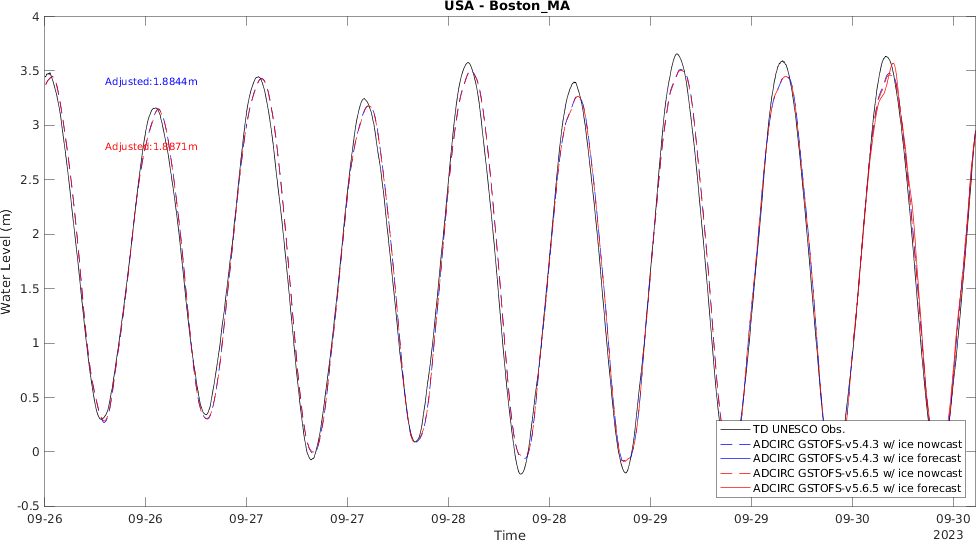 USA - Boston_MA
4
3.5
3
2.5
2
1.5
1
0.5
0
-0.5
Water Level (m)
Adjusted:1.8844m
Adjusted:1.8871m
TD UNESCO Obs.
ADCIRC GSTOFS-v5.4.3 w/ ice nowcast
ADCIRC GSTOFS-v5.4.3 w/ ice forecast
ADCIRC GSTOFS-v5.6.5 w/ ice nowcast
ADCIRC GSTOFS-v5.6.5 w/ ice forecast
09-26 09-26 09-27 09-27 09-28 09-28 09-29 09-29 09-30 09-30
Time
2023